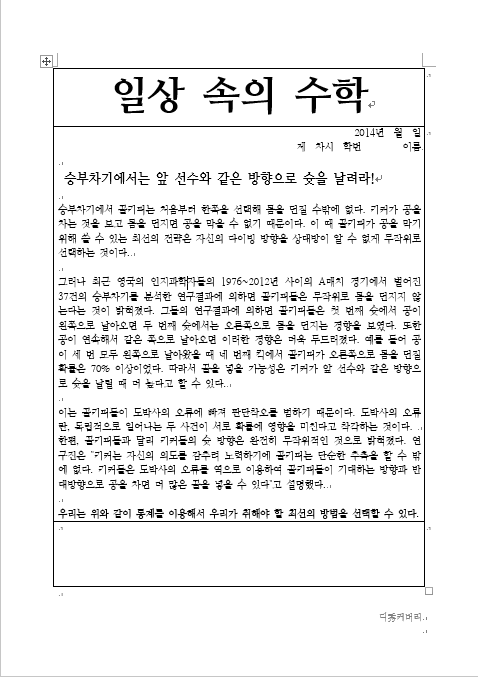 일상 속의 수학
2014년 월 일
제 차시 학번 이름
승부차기에서는 앞 선수와 같은 방향으로 슛을 날려라!
승부차기에서 골키퍼는 처음부터 한쪽을 선택해 몸을 던질 수밖에 없다. 키커가 공을
차는 것을 보고 몸을 던지면 공을 막을 수 없기 때문이다. 이 때 골키퍼가 공을 막기
위해 쓸 수 있는 최선의 전략은 자신의 다이빙 방향을 상대방이 알 수 없게 무작위로
선택하는 것이다.
그러나 최근 영국의 인지과학자들의 1976~2012년 사이의 A매치 경기에서 벌어진
37건의 승부차기를 분석한 연구결과에 의하면 골키퍼들은 무작위로 몸을 던지지 않
는다는 것이 밝혀졌다. 그들의 연구결과에 의하면 골키퍼들은 첫 번째 슛에서 공이
왼쪽으로 날아오면 두 번째 슛에서는 오른쪽으로 몸을 던지는 경향을 보였다. 또한
공이 연속해서 같은 쪽으로 날아오면 이러한 경향은 더욱 두드러졌다. 예를 들어 공
이 세 번 모두 왼쪽으로 날아왔을 때 네 번째 킥에서 골키퍼가 오른쪽으로 몸을 던질
확률은 70% 이상이었다. 따라서 골을 넣을 가능성은 키커가 앞 선수와 같은 방향으
로 슛을 날릴 때 더 높다고 할 수 있다.
이는 골키퍼들이 도박사의 오류에 빠져 판단착오를 범하기 때문이다. 도박사의 오류
란, 독립적으로 일어나는 두 사건이 서로 확률에 영향을 미친다고 착각하는 것이다.
한편, 골키퍼들과 달리 키커들의 슛 방향은 완전히 무작위적인 것으로 밝혀졌다. 연
구진은 "키커는 자신의 의도를 감추려 노력하기에 골키퍼는 단순한 추측을 할 수 밖
에 없다. 키커들은 도박사의 오류를 역으로 이용하여 골키퍼들이 기대하는 방향과 반
대방향으로 공을 차면 더 많은 골을 넣을 수 있다"고 설명했다.
우리는 위와 같이 통계를 이용해서 우리가 취해야 할 최선의 방법을 선택할 수 있다.
디秀커버리